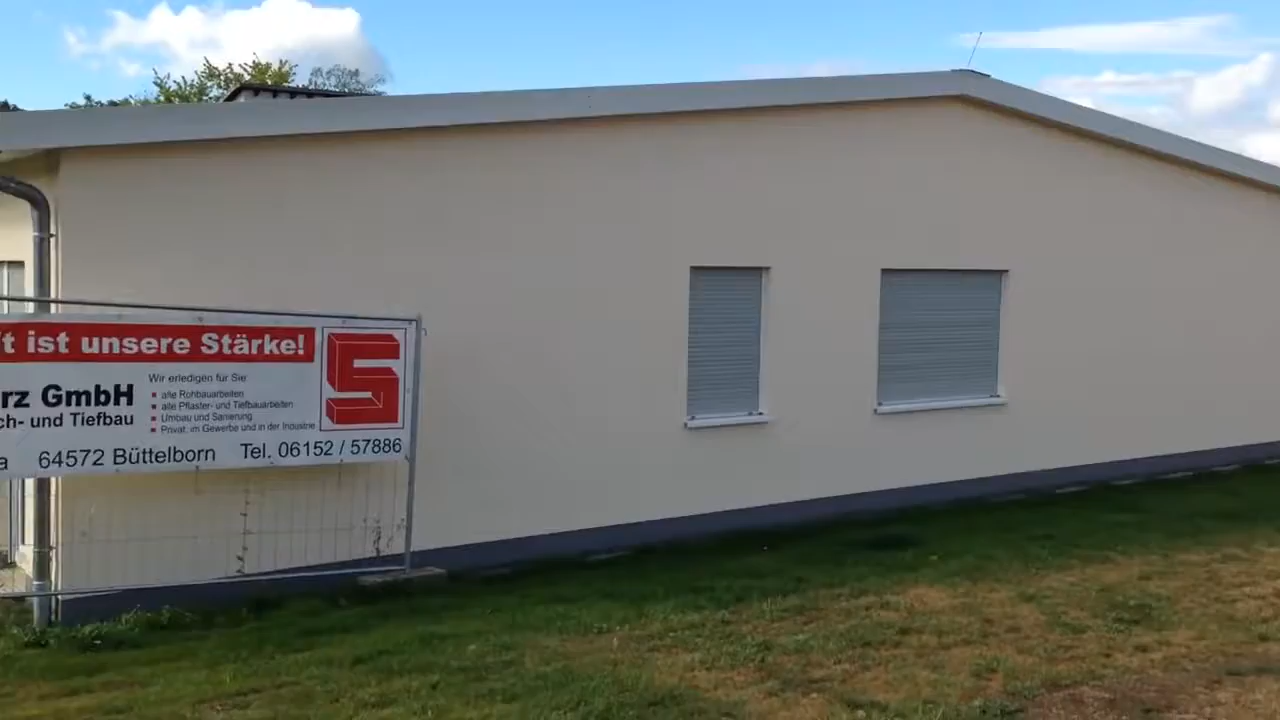 t ist unsere Stärke!
rz GmbH
ch- und Tiefbau
Wir erledigen für Sie:
alle Rohbauarbeiten
alle Pflaster- und Tiefbauarbeiten
Umbau und Sanierung
Privat, im Gewerbe und in der Industrie
a 64572 Büttelborn Tel. 06152 / 57886